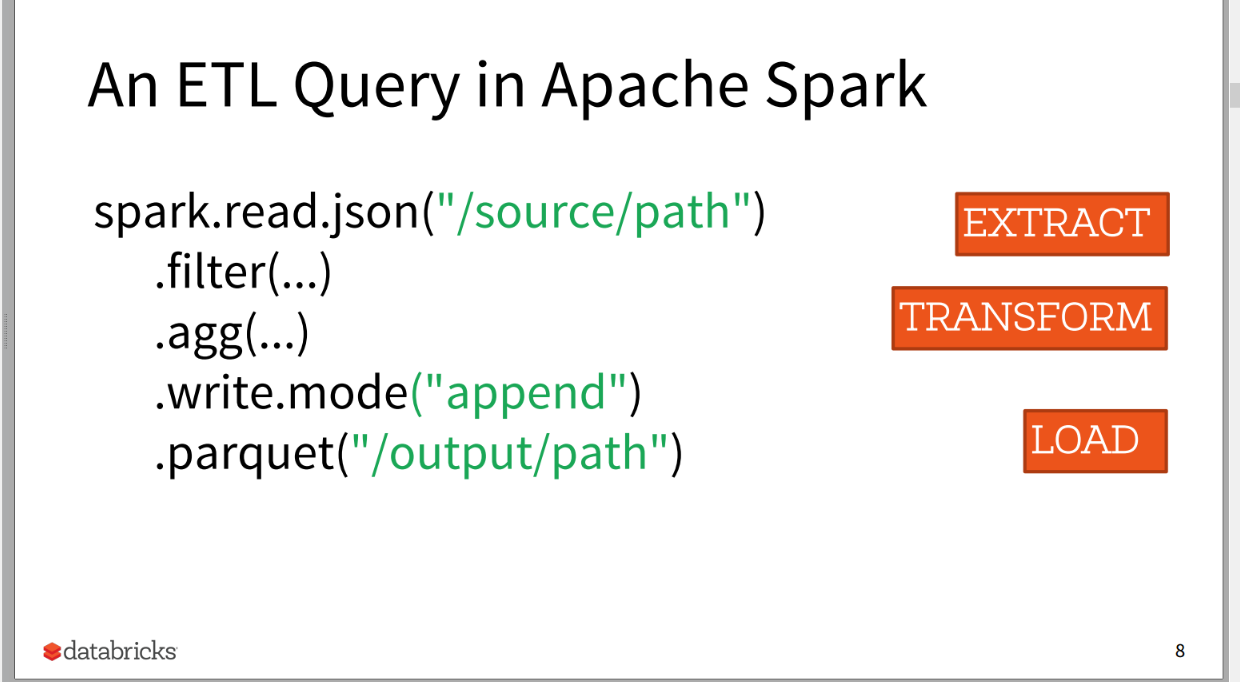 An ETL Query in Apache Spark
spark.read.json("/source/path")
.filter(...)
.agg(...)
.write.mode("append")
.parquet("/output/path")
EXTRACT
TRANSFORM
LOAD
databricks
8